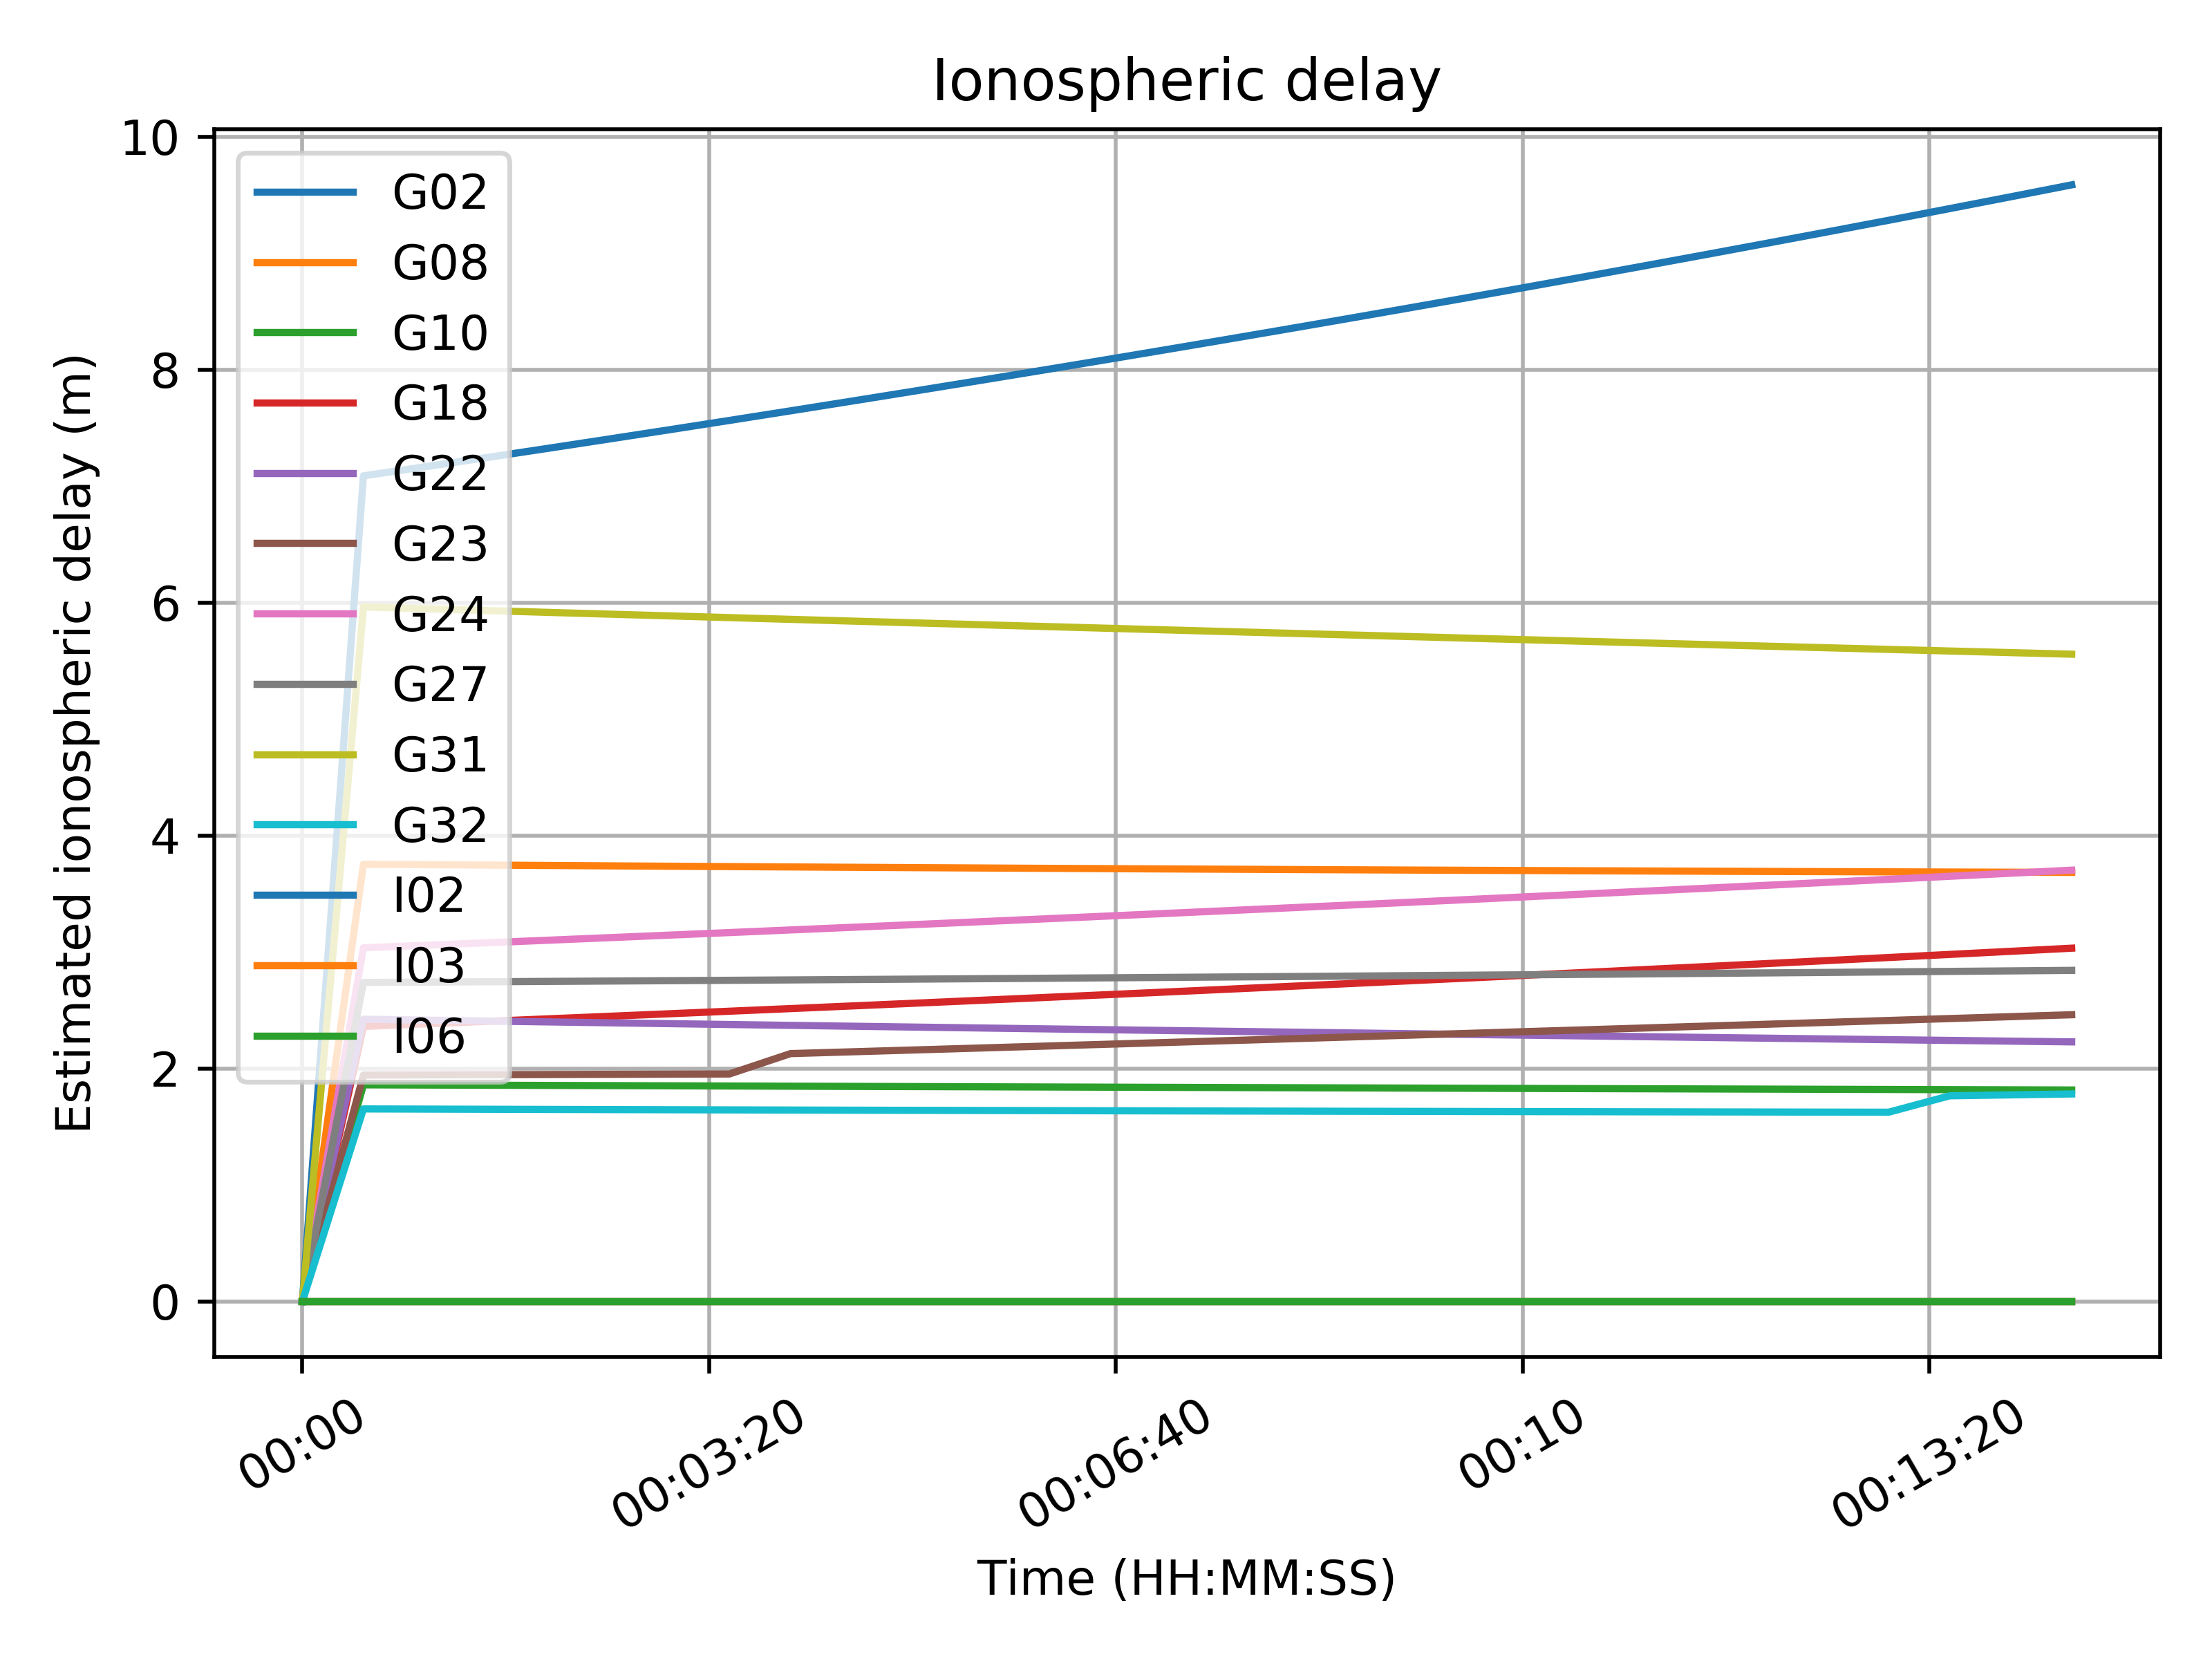 Ionospheric delay
Estimated ionospheric delay (m)
10
8
6
4
2
0
G02
G08
G10
G18
G22
G23
G24
G27
G31
G32
I02
I03
I06
00:00
00:03:20
00:06:40
00:10
00:13:20
Time (HH:MM:SS)